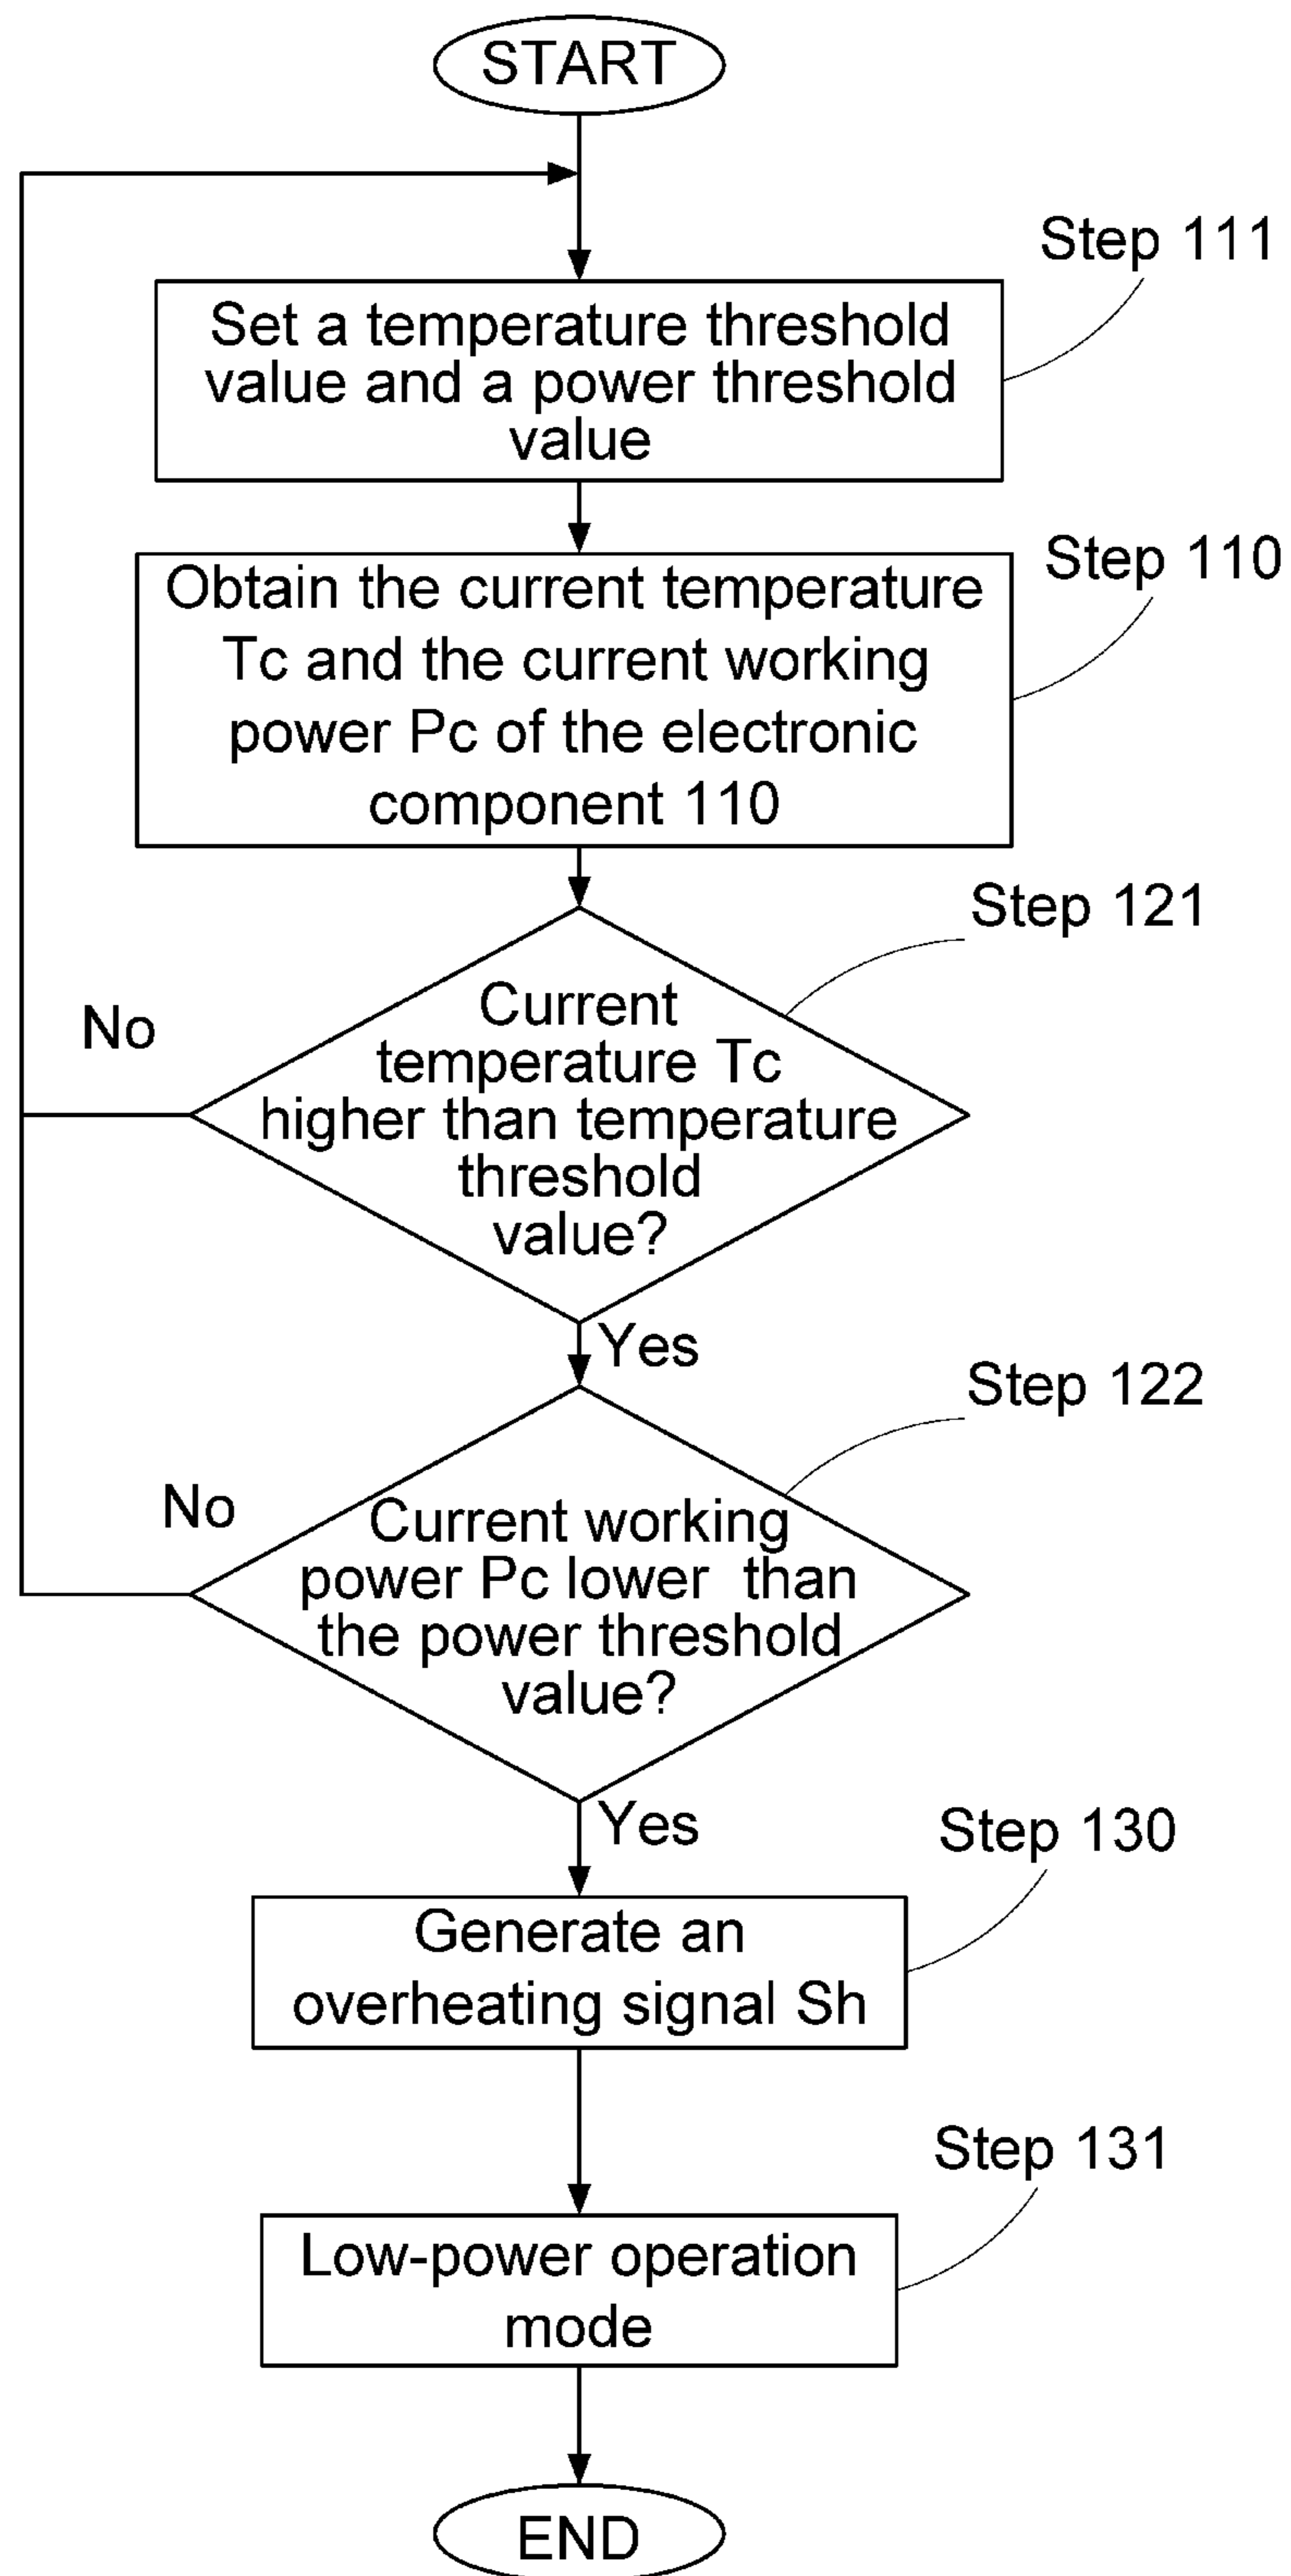 START
Step 111
Set a temperature threshold
value and a power threshold
value
Step 110
Obtain the current temperature
Tc and the current working
power Pc of the electronic
component 110
Step 121
No
Current
temperature Tc
higher than temperature
threshold
value?
Yes
Step 122
No
Current working
power Pc lower than
the power threshold
value?
Yes
Step 130
Generate an
overheating signal Sh
Step 131
Low-power operation
mode
END